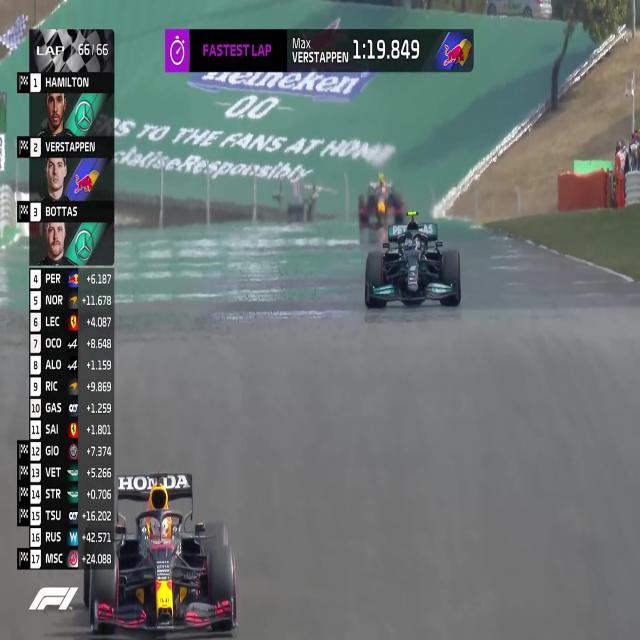 LAP 66/66
FASTEST LAP Max VERSTAPPEN 1:19.849
1 HAMILTON
2 VERSTAPPEN
3 BOTTAS
4 PER +6.187
5 NOR +11.678
6 LEC +4.087
7 OCO +8.648
8 ALO +1.159
9 RIC +9.869
10 GAS +1.259
11 SAI +1.801
12 GIO +7.374
13 VET +5.266
14 STR +0.706
15 TSU +16.202
16 RUS +42.571
17 MSC +24.088
F1
Heineken
0.0
TO THE FANS AT HOME
cialiseResponsibly
PETRONAS
HONDA